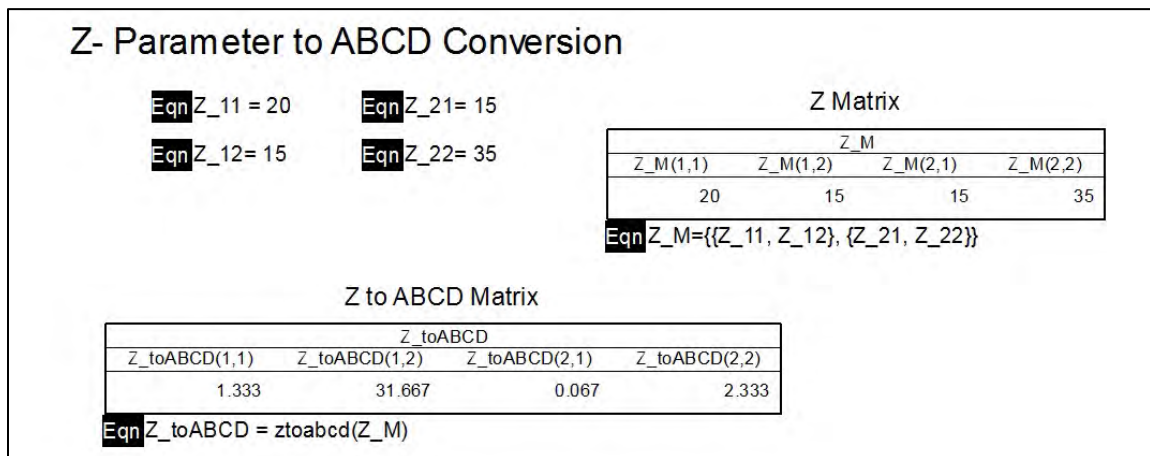 Z- Parameter to ABCD Conversion
Eqn Z_11 = 20
Eqn Z_21= 15
Eqn Z_12= 15
Eqn Z_22= 35
Z Matrix
Z_M
Z_M(1,1) Z_M(1,2) Z_M(2,1) Z_M(2,2)
20 15 15 35
Eqn Z_M={{Z_11, Z_12}, {Z_21, Z_22}}
Z to ABCD Matrix
Z_toABCD
Z_toABCD(1,1) Z_toABCD(1,2) Z_toABCD(2,1) Z_toABCD(2,2)
1.333 31.667 0.067 2.333
Eqn Z_toABCD = ztoabcd(Z_M)